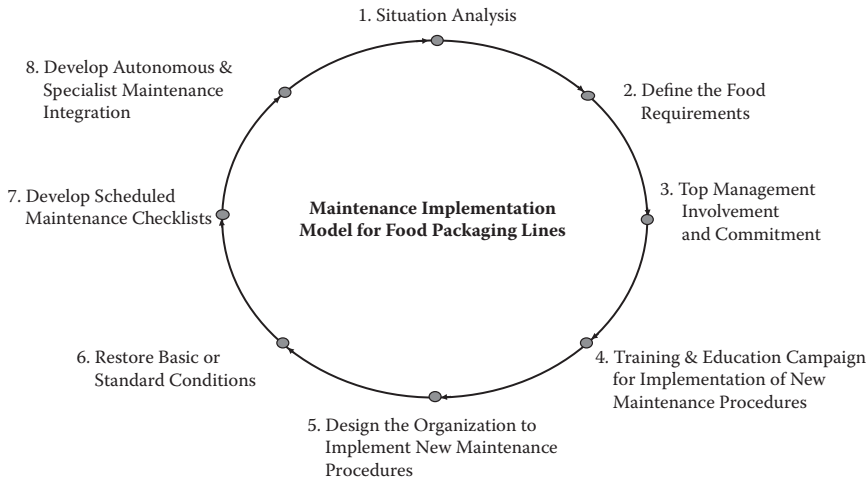 1. Situation Analysis
2. Define the Food
Requirements
3. Top Management
Involvement
and Commitment
4. Training & Education Campaign
for Implementation of New
Maintenance Procedures
5. Design the Organization to
Implement New Maintenance
Procedures
6. Restore Basic or
Standard Conditions
7. Develop Scheduled
Maintenance Checklists
8. Develop Autonomous &
Specialist Maintenance
Integration
Maintenance Implementation
Model for Food Packaging Lines